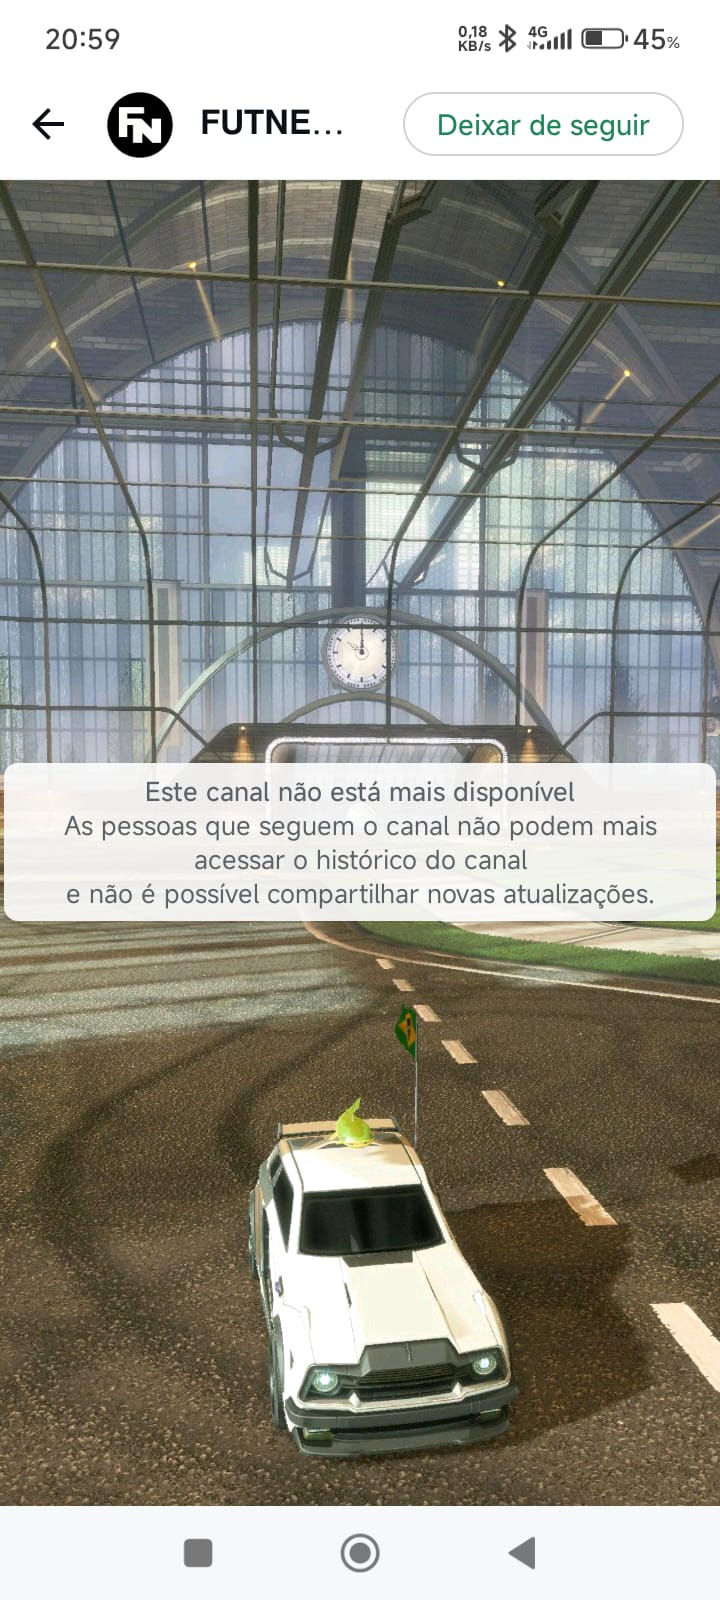 20:59
0,18
KB/s
4G
45%
FN
FUTNE...
Deixar de seguir
Este canal não está mais disponível
As pessoas que seguem o canal não podem mais
acessar o histórico do canal
e não é possível compartilhar novas atualizações.